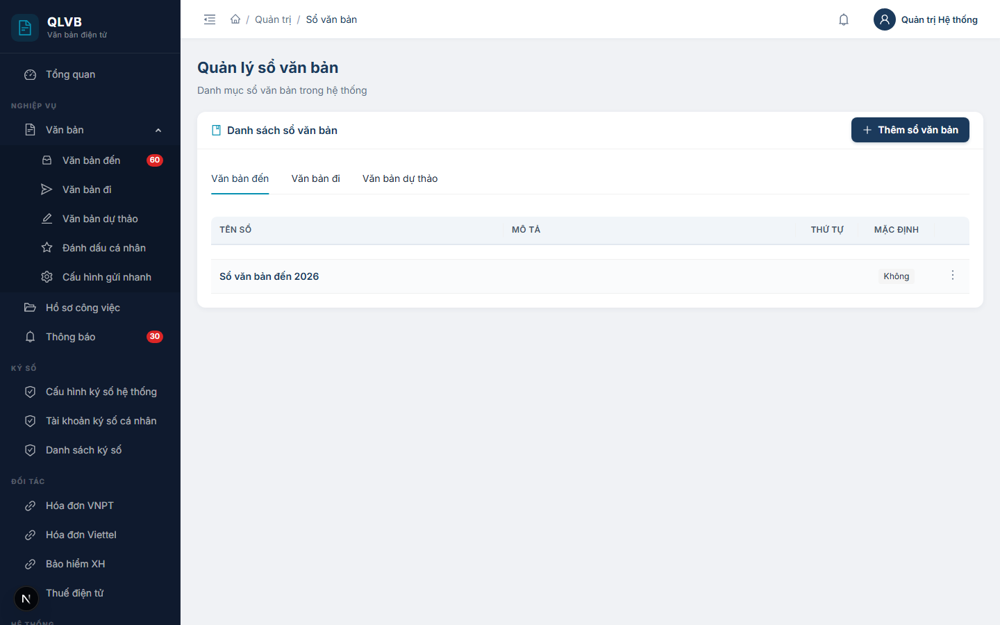 QLVB
Văn bản điện tử
Tổng quan
NGHIỆP VỤ
Văn bản
Văn bản đến 60
Văn bản đi
Văn bản dự thảo
Đánh dấu cá nhân
Cấu hình gửi nhanh
Hồ sơ công việc
Thông báo 30
KÝ SỐ
Cấu hình ký số hệ thống
Tài khoản ký số cá nhân
Danh sách ký số
ĐỐI TÁC
Hóa đơn VNPT
Hóa đơn Viettel
Bảo hiểm XH
N Thuế điện tử
HỆ THỐNG
/ Quản trị / Sổ văn bản
Quản trị Hệ thống
Quản lý sổ văn bản
Danh mục sổ văn bản trong hệ thống
Danh sách sổ văn bản
+ Thêm sổ văn bản
Văn bản đến Văn bản đi Văn bản dự thảo
TÊN SỔ MÔ TẢ THỨ TỰ MẶC ĐỊNH
Sổ văn bản đến 2026 Không